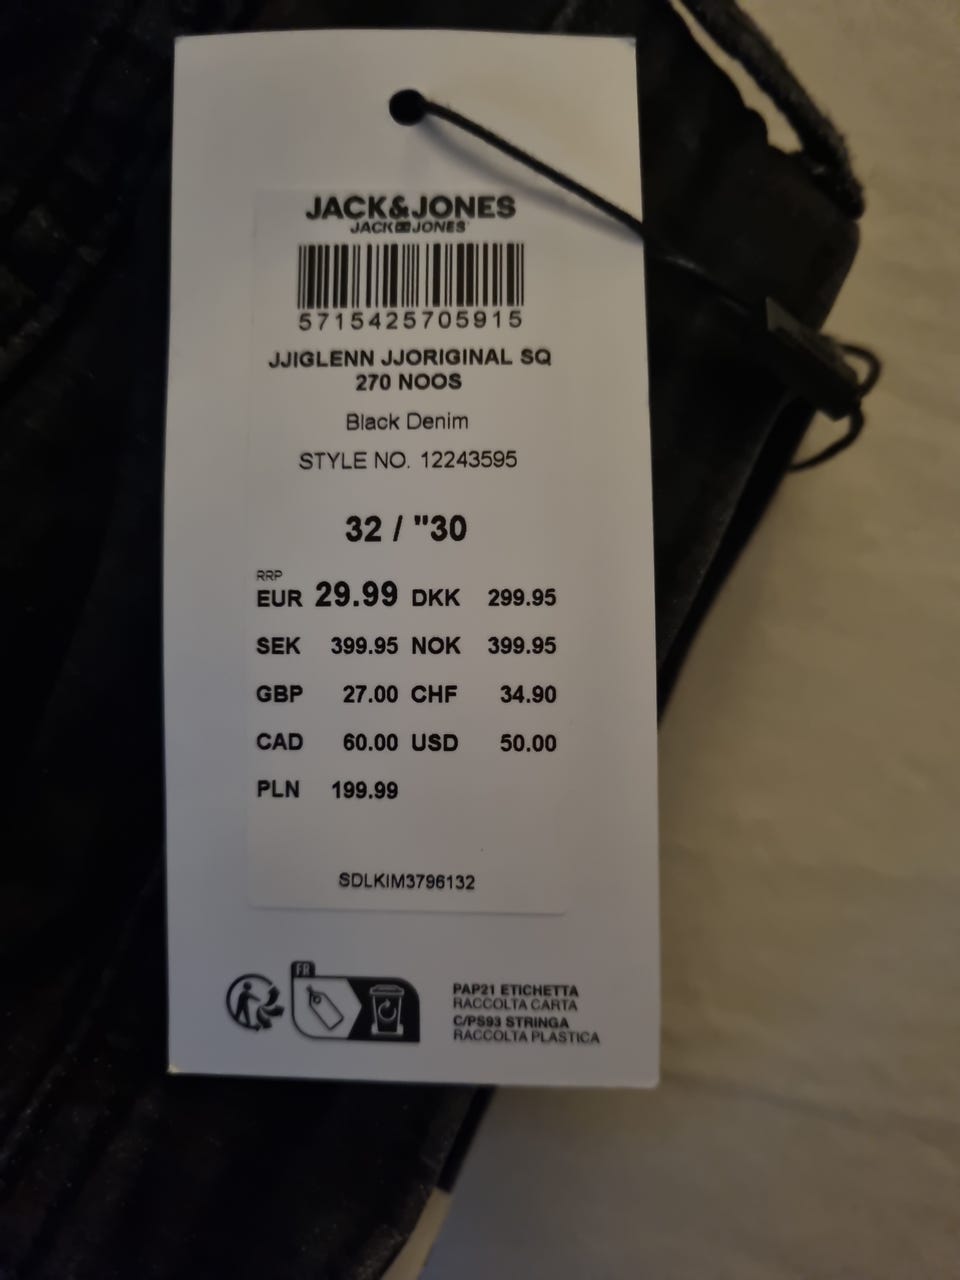 JACK&JONES
JACK&JONES
5715425705915
JJIGLENN JJORIGINAL SQ
270 NOOS
Black Denim
STYLE NO. 12243595
32 / "30
RRP
EUR 29.99 DKK 299.95
SEK 399.95 NOK 399.95
GBP 27.00 CHF 34.90
CAD 60.00 USD 50.00
PLN 199.99
SDLKIM3796132
FR
PAP21 ETICHETTA
RACCOLTA CARTA
C/PS93 STRINGA
RACCOLTA PLASTICA